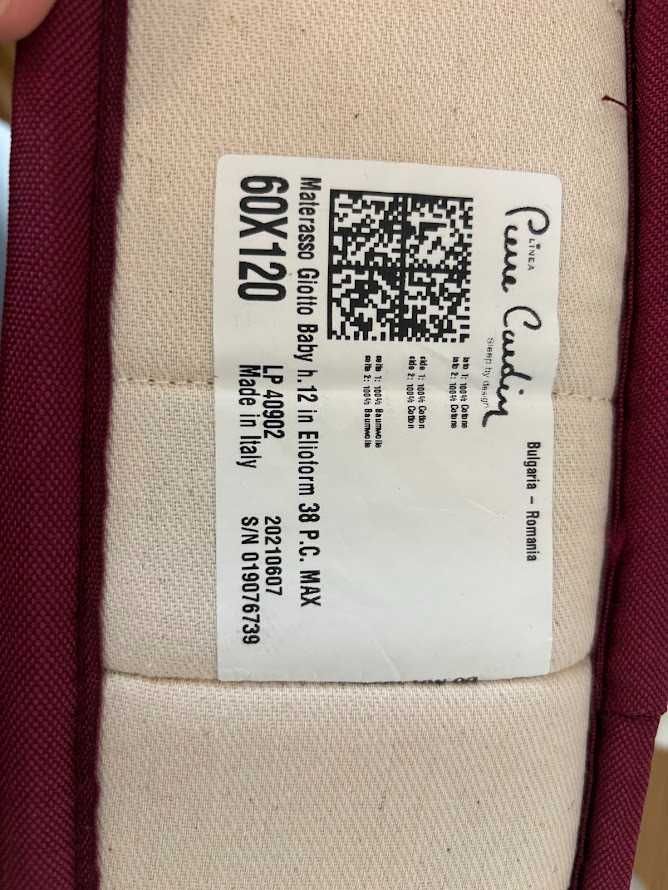 LINEA
Pierre Cardin
Sleep by design
Bulgaria - Romania
lato 1: 100% Cotone
lato 2: 100% Cotone
side 1: 100% Cotton
side 2: 100% Cotton
seite 1: 100% Baumwolle
seite 2: 100% Baumwolle
Materasso Giotto Baby h.12 in Elioform 38 P.C. MAX
60X120
LP 40902
20210607
Made in Italy
S/N 019076739